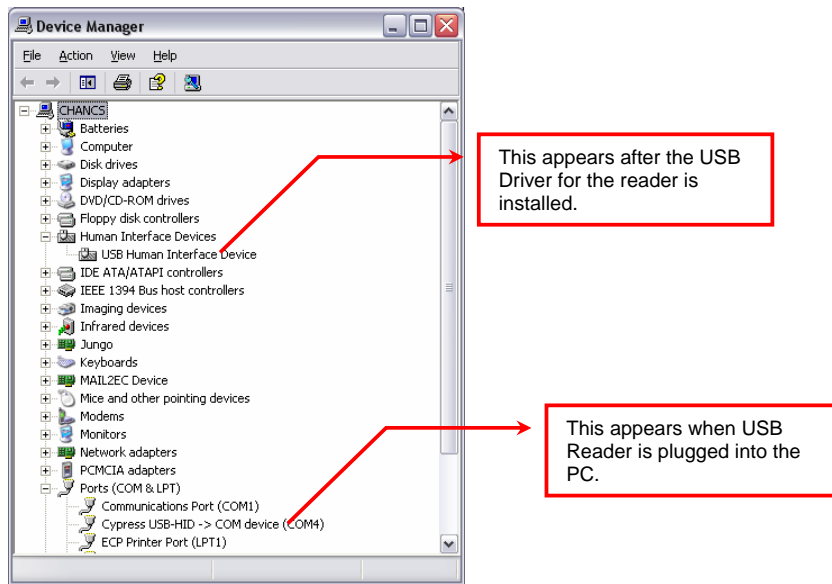 Device Manager
File Action View Help
CHANCS
Batteries
Computer
Disk drives
Display adapters
DVD/CD-ROM drives
Floppy disk controllers
Human Interface Devices
USB Human Interface Device
IDE ATA/ATAPI controllers
IEEE 1394 Bus host controllers
Imaging devices
Infrared devices
Jungo
Keyboards
MAIL2EC Device
Mice and other pointing devices
Modems
Monitors
Network adapters
PCMCIA adapters
Ports (COM & LPT)
Communications Port (COM1)
Cypress USB-HID -> COM device (COM4)
ECP Printer Port (LPT1)
This appears after the USB
Driver for the reader is
installed.
This appears when USB
Reader is plugged into the
PC.